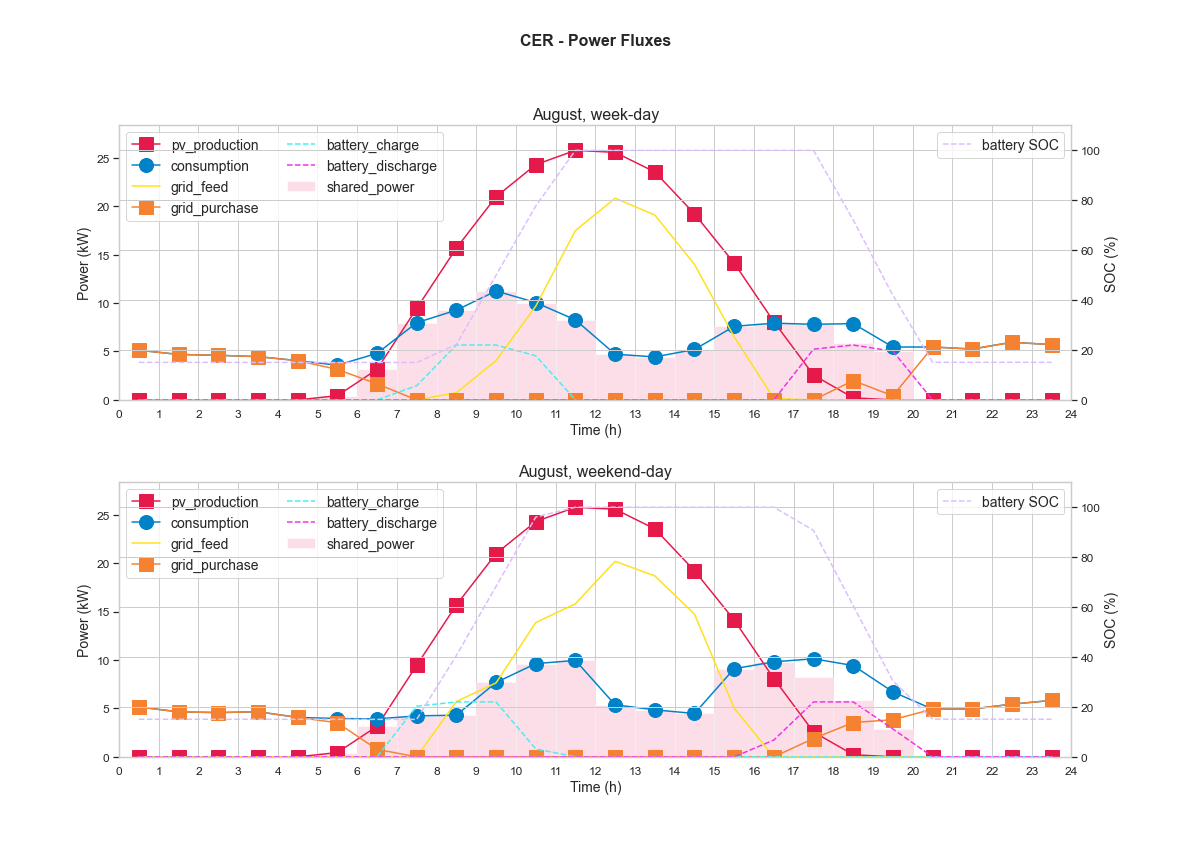 CER - Power Fluxes
August, week-day
pv_production
consumption
grid_feed
grid_purchase
battery_charge
battery_discharge
shared_power
battery SOC
Power (kW)
25
20
15
10
5
0
SOC (%)
100
80
60
40
20
0
0 1 2 3 4 5 6 7 8 9 10 11 12 13 14 15 16 17 18 19 20 21 22 23 24
Time (h)
August, weekend-day
pv_production
consumption
grid_feed
grid_purchase
battery_charge
battery_discharge
shared_power
battery SOC
Power (kW)
25
20
15
10
5
0
SOC (%)
100
80
60
40
20
0
0 1 2 3 4 5 6 7 8 9 10 11 12 13 14 15 16 17 18 19 20 21 22 23 24
Time (h)